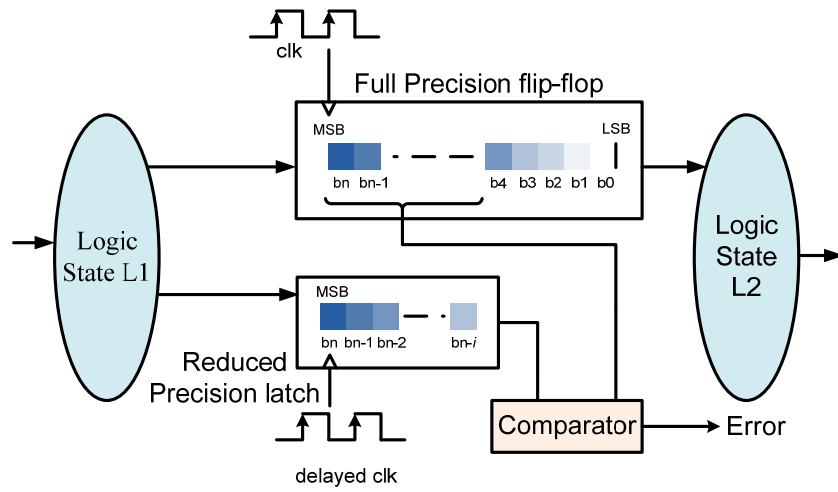 clk
Full Precision flip-flop
MSB
LSB
bn bn-1 b4 b3 b2 b1 b0
Logic
State L1
Logic
State
L2
MSB
bn bn-1 bn-2 bn-i
Reduced
Precision latch
Comparator
Error
delayed clk